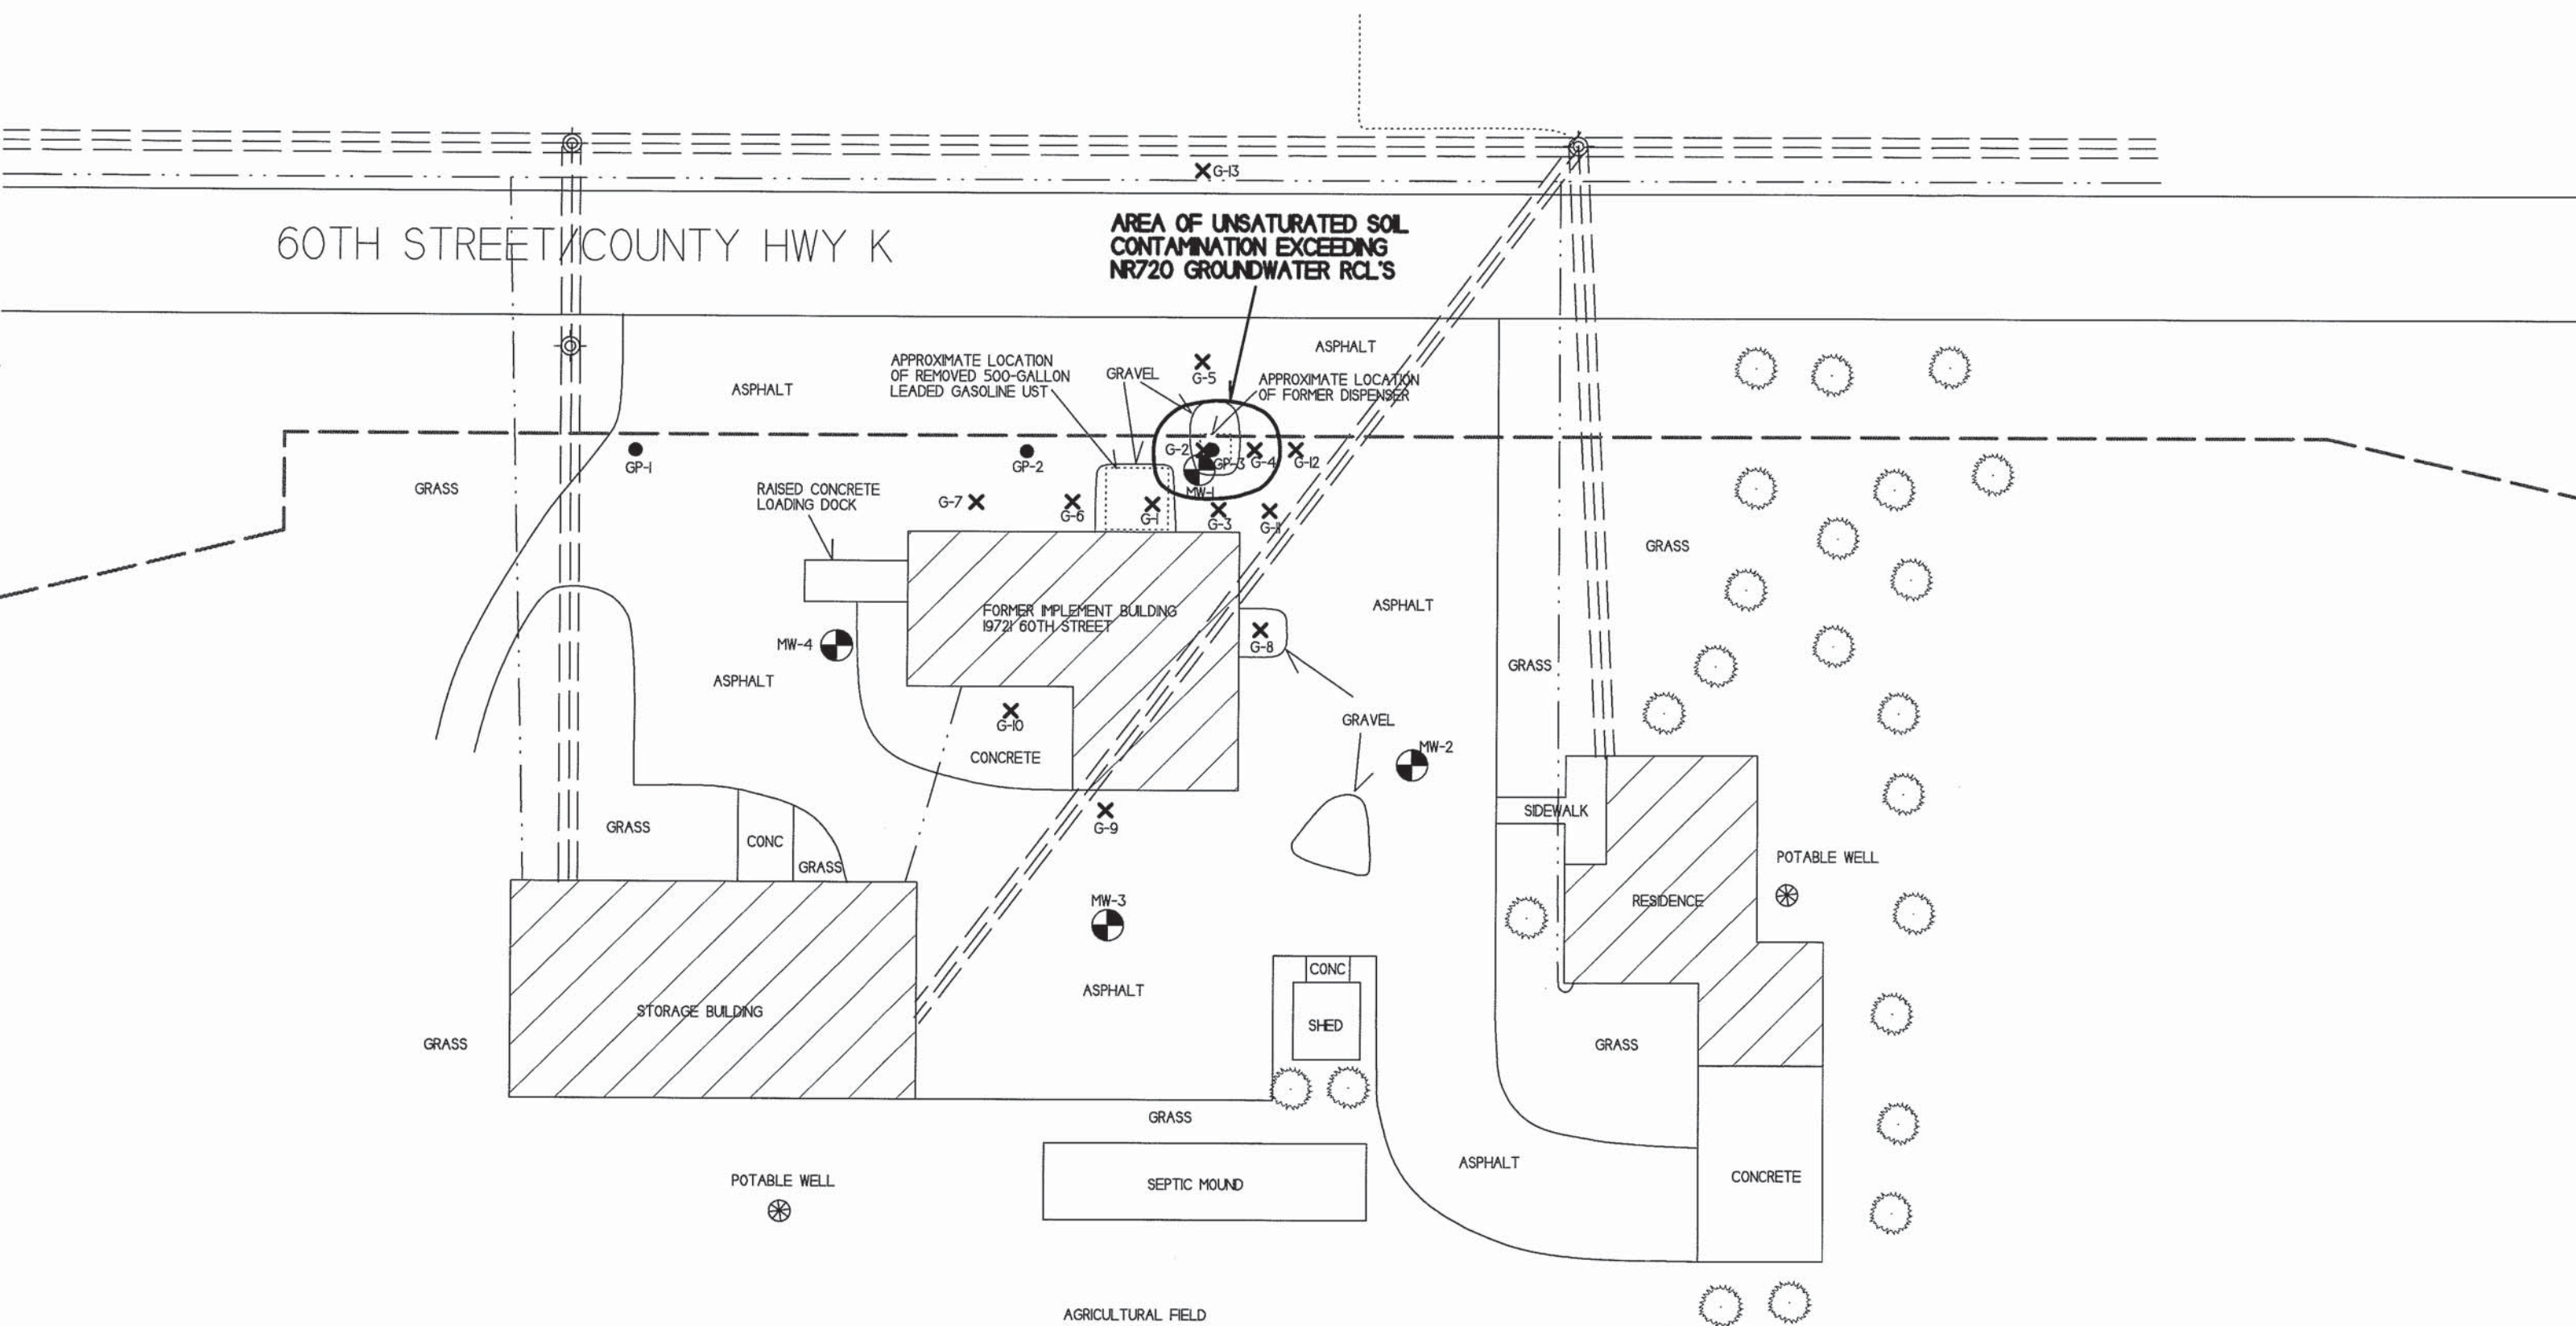 G-13
60TH STREET/COUNTY HWY K
AREA OF UNSATURATED SOIL
CONTAMINATION EXCEEDING
NR720 GROUNDWATER RCL'S
ASPHALT
APPROXIMATE LOCATION
OF REMOVED 500-GALLON
LEADED GASOLINE UST
GRAVEL
G-5
APPROXIMATE LOCATION
OF FORMER DISPENSER
ASPHALT
GP-1
GP-2
G-2
GP-3
G-4
G-12
GRASS
RAISED CONCRETE
LOADING DOCK
G-7
G-6
G-1
MW-1
G-3
G-11
GRASS
FORMER IMPLEMENT BUILDING
19721 60TH STREET
ASPHALT
MW-4
G-8
GRASS
ASPHALT
G-10
GRAVEL
CONCRETE
MW-2
SIDEWALK
GRASS
CONC
GRASS
G-9
POTABLE WELL
MW-3
RESIDENCE
CONC
ASPHALT
STORAGE BUILDING
SHED
GRASS
GRASS
GRASS
ASPHALT
POTABLE WELL
SEPTIC MOUND
CONCRETE
AGRICULTURAL FIELD